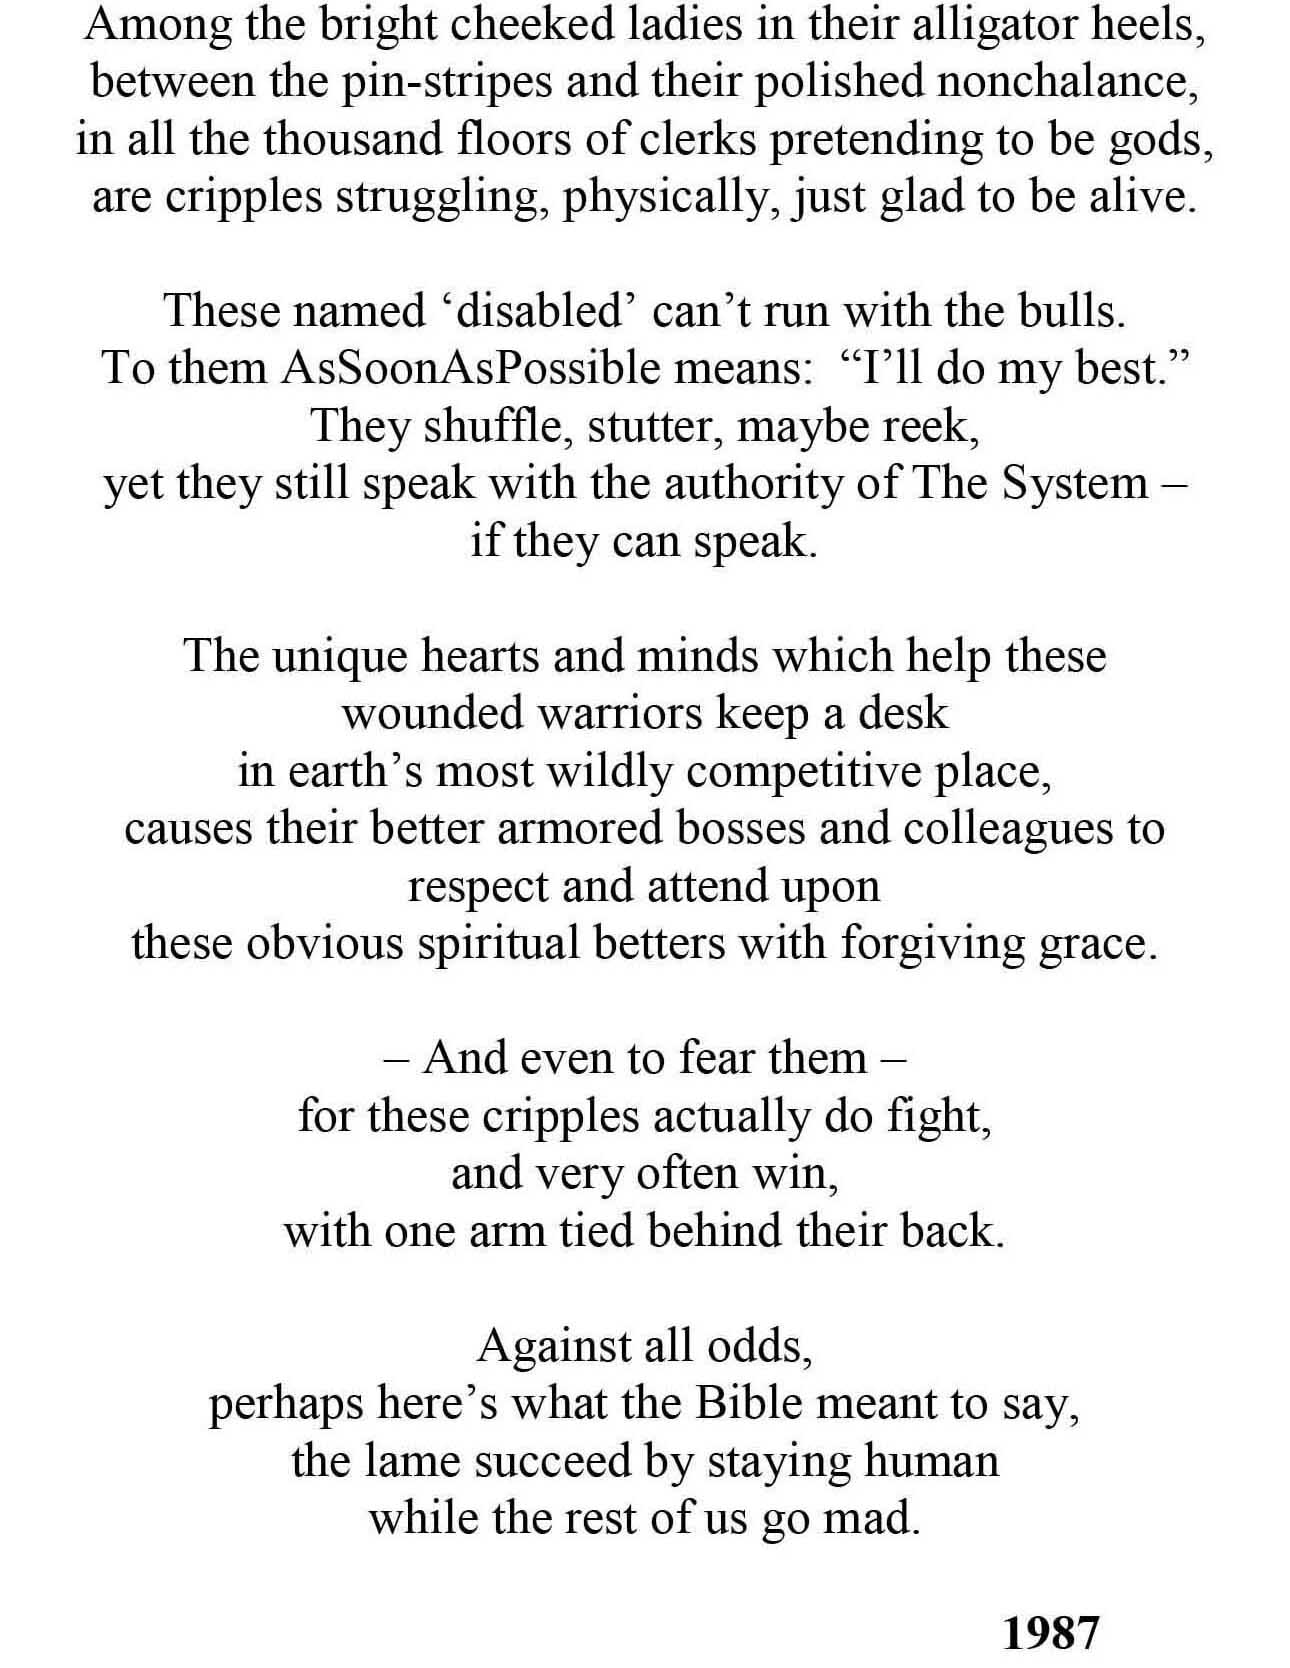 Among the bright cheeked ladies in their alligator heels,
between the pin-stripes and their polished nonchalance,
in all the thousand floors of clerks pretending to be gods,
are cripples struggling, physically, just glad to be alive.
These named ‘disabled’ can’t run with the bulls.
To them AsSoonAsPossible means:  “I’ll do my best.”
They shuffle, stutter, maybe reek,
yet they still speak with the authority of The System –
if they can speak.
The unique hearts and minds which help these
wounded warriors keep a desk
in earth’s most wildly competitive place,
causes their better armored bosses and colleagues to
respect and attend upon
these obvious spiritual betters with forgiving grace.
– And even to fear them –
for these cripples actually do fight,
and very often win,
with one arm tied behind their back.
Against all odds,
perhaps here’s what the Bible meant to say,
the lame succeed by staying human
while the rest of us go mad.
1987